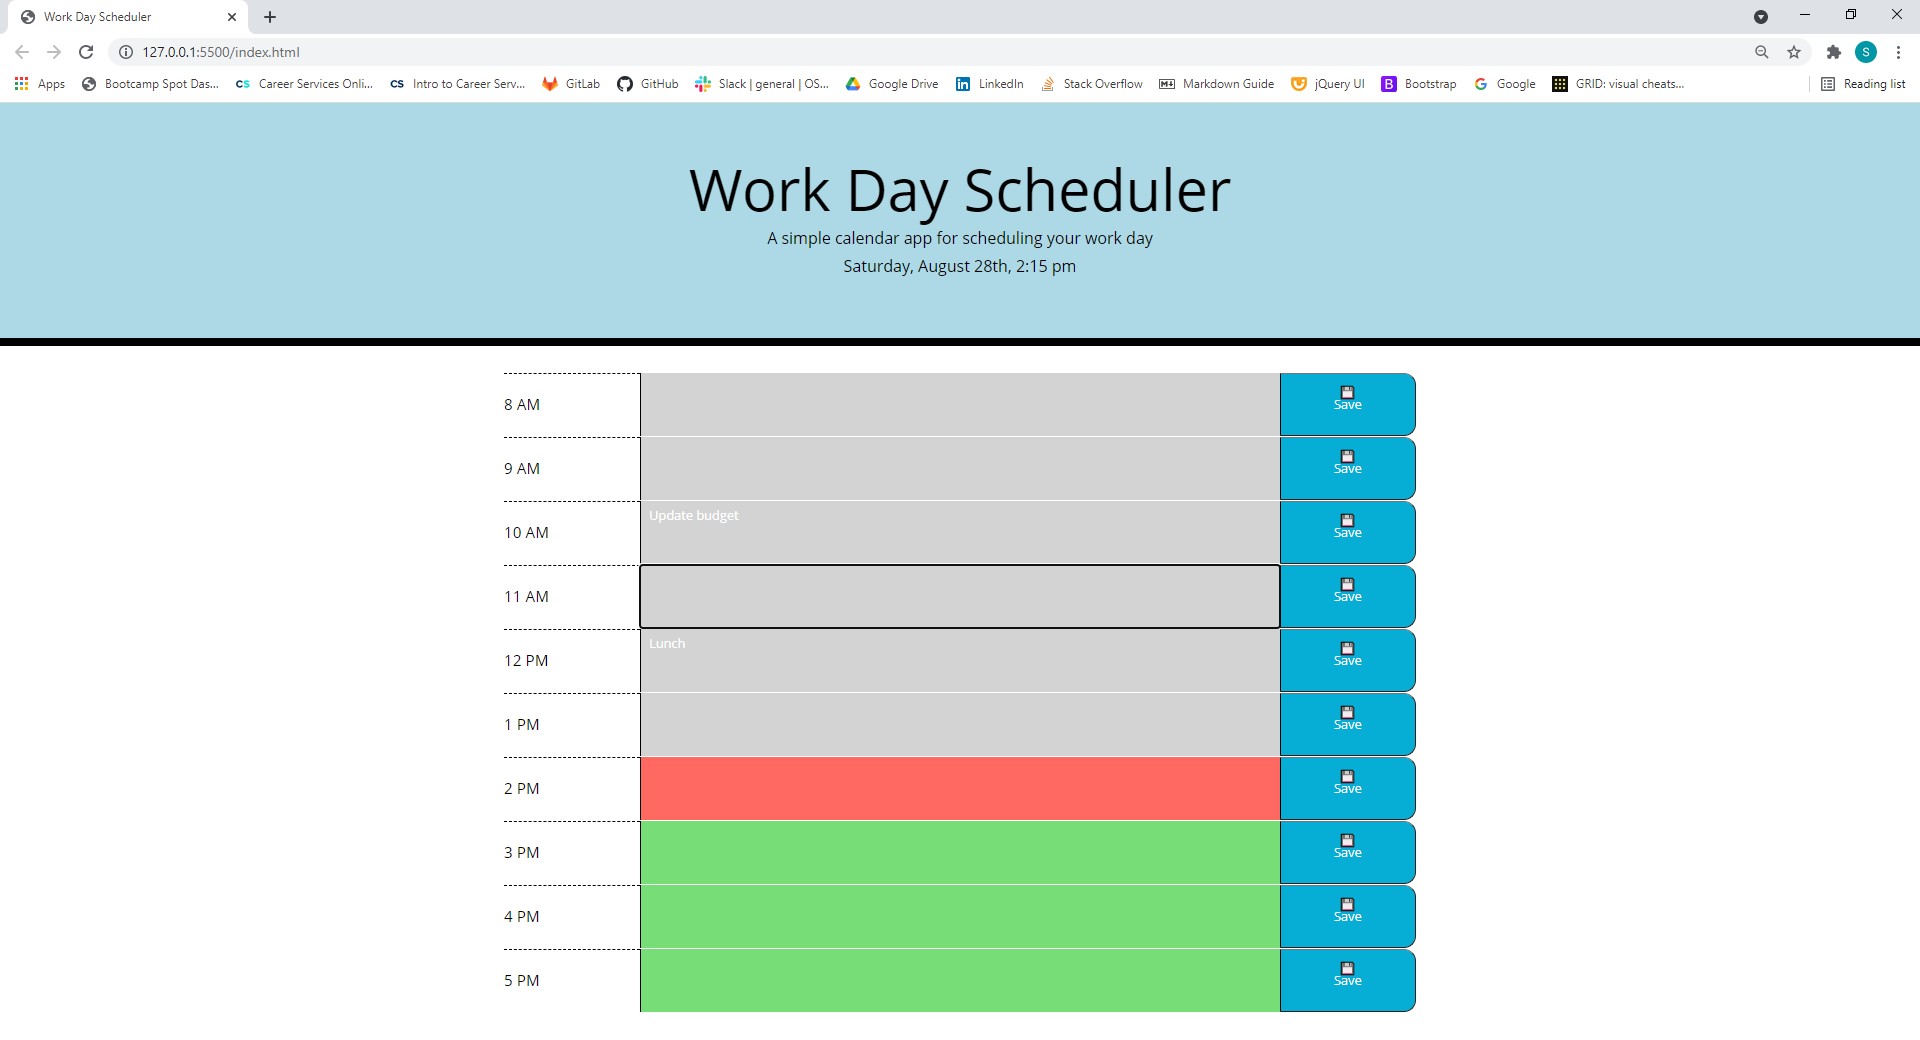 Work Day Scheduler
127.0.0.1:5500/index.html
S
Apps
Bootcamp Spot Das...
CS Career Services Onli...
CS Intro to Career Serv...
GitLab
GitHub
Slack | general | OS...
Google Drive
in LinkedIn
Stack Overflow
Markdown Guide
jQuery UI
B Bootstrap
G Google
GRID: visual cheats...
Reading list
Work Day Scheduler
A simple calendar app for scheduling your work day
Saturday, August 28th, 2:15 pm
8 AM
Save
9 AM
Save
10 AM
Update budget
Save
11 AM
Save
12 PM
Lunch
Save
1 PM
Save
2 PM
Save
3 PM
Save
4 PM
Save
5 PM
Save